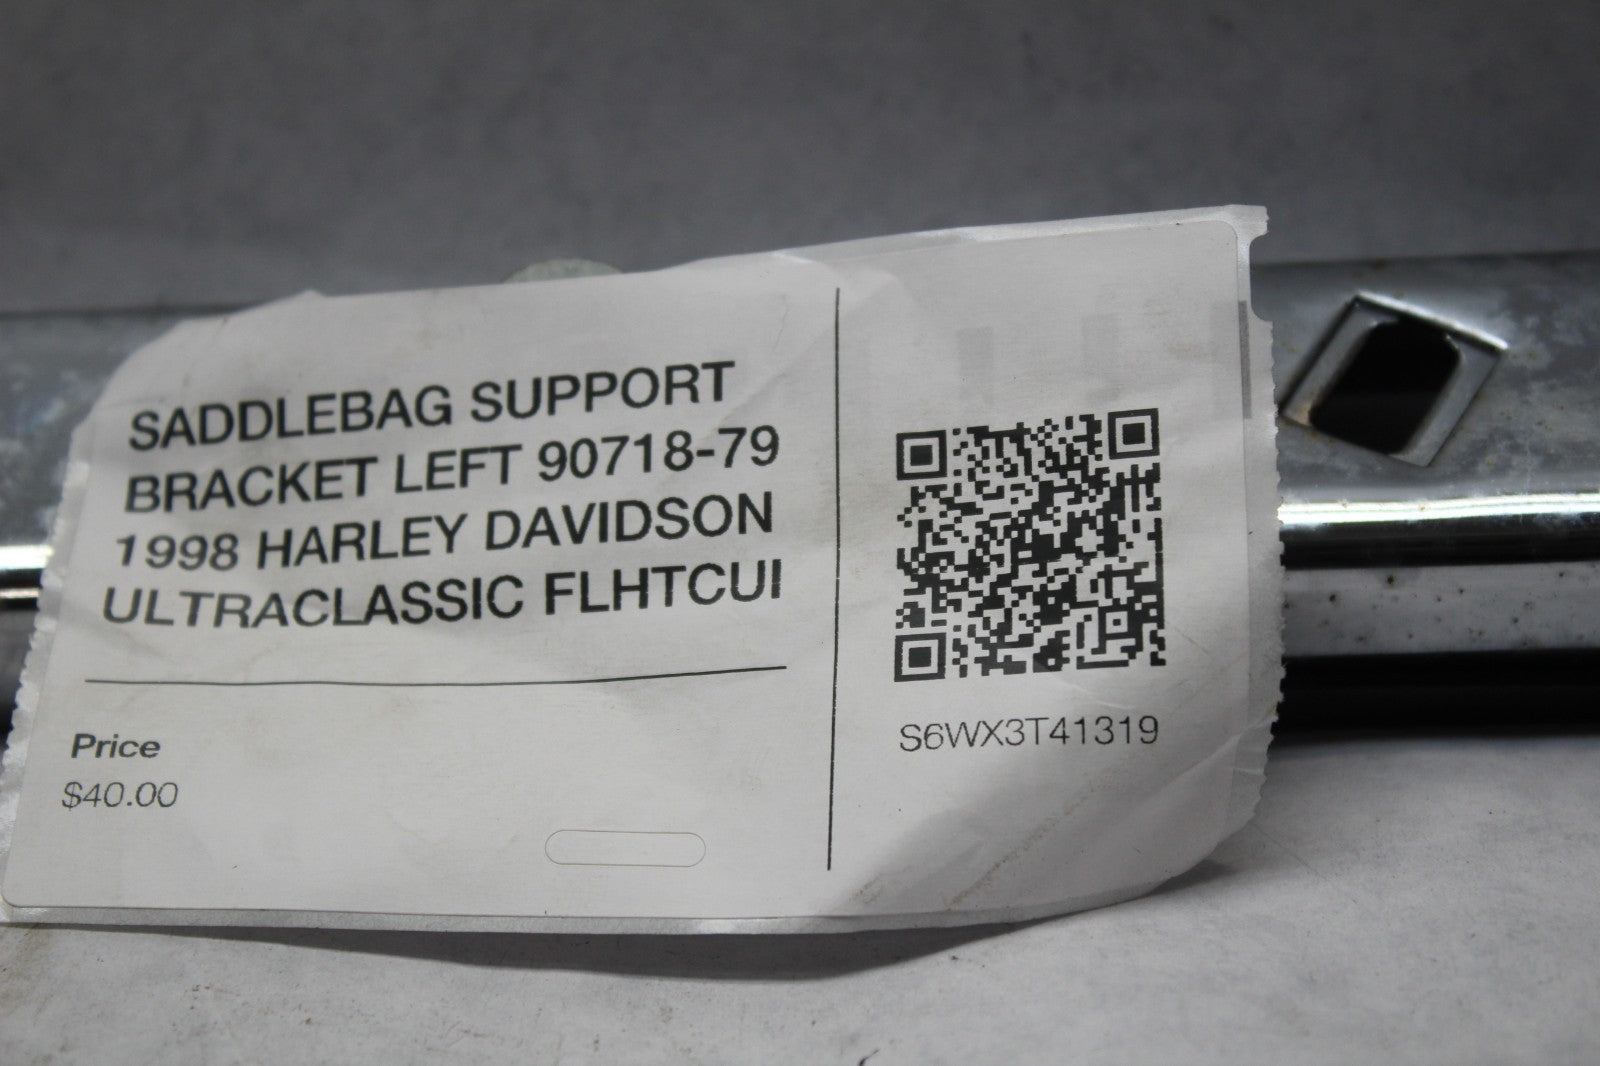 SADDLEBAG SUPPORT
BRACKET LEFT 90718-79
1998 HARLEY DAVIDSON
ULTRACLASSIC FLHTCUI
Price
$40.00
S6WX3T41319